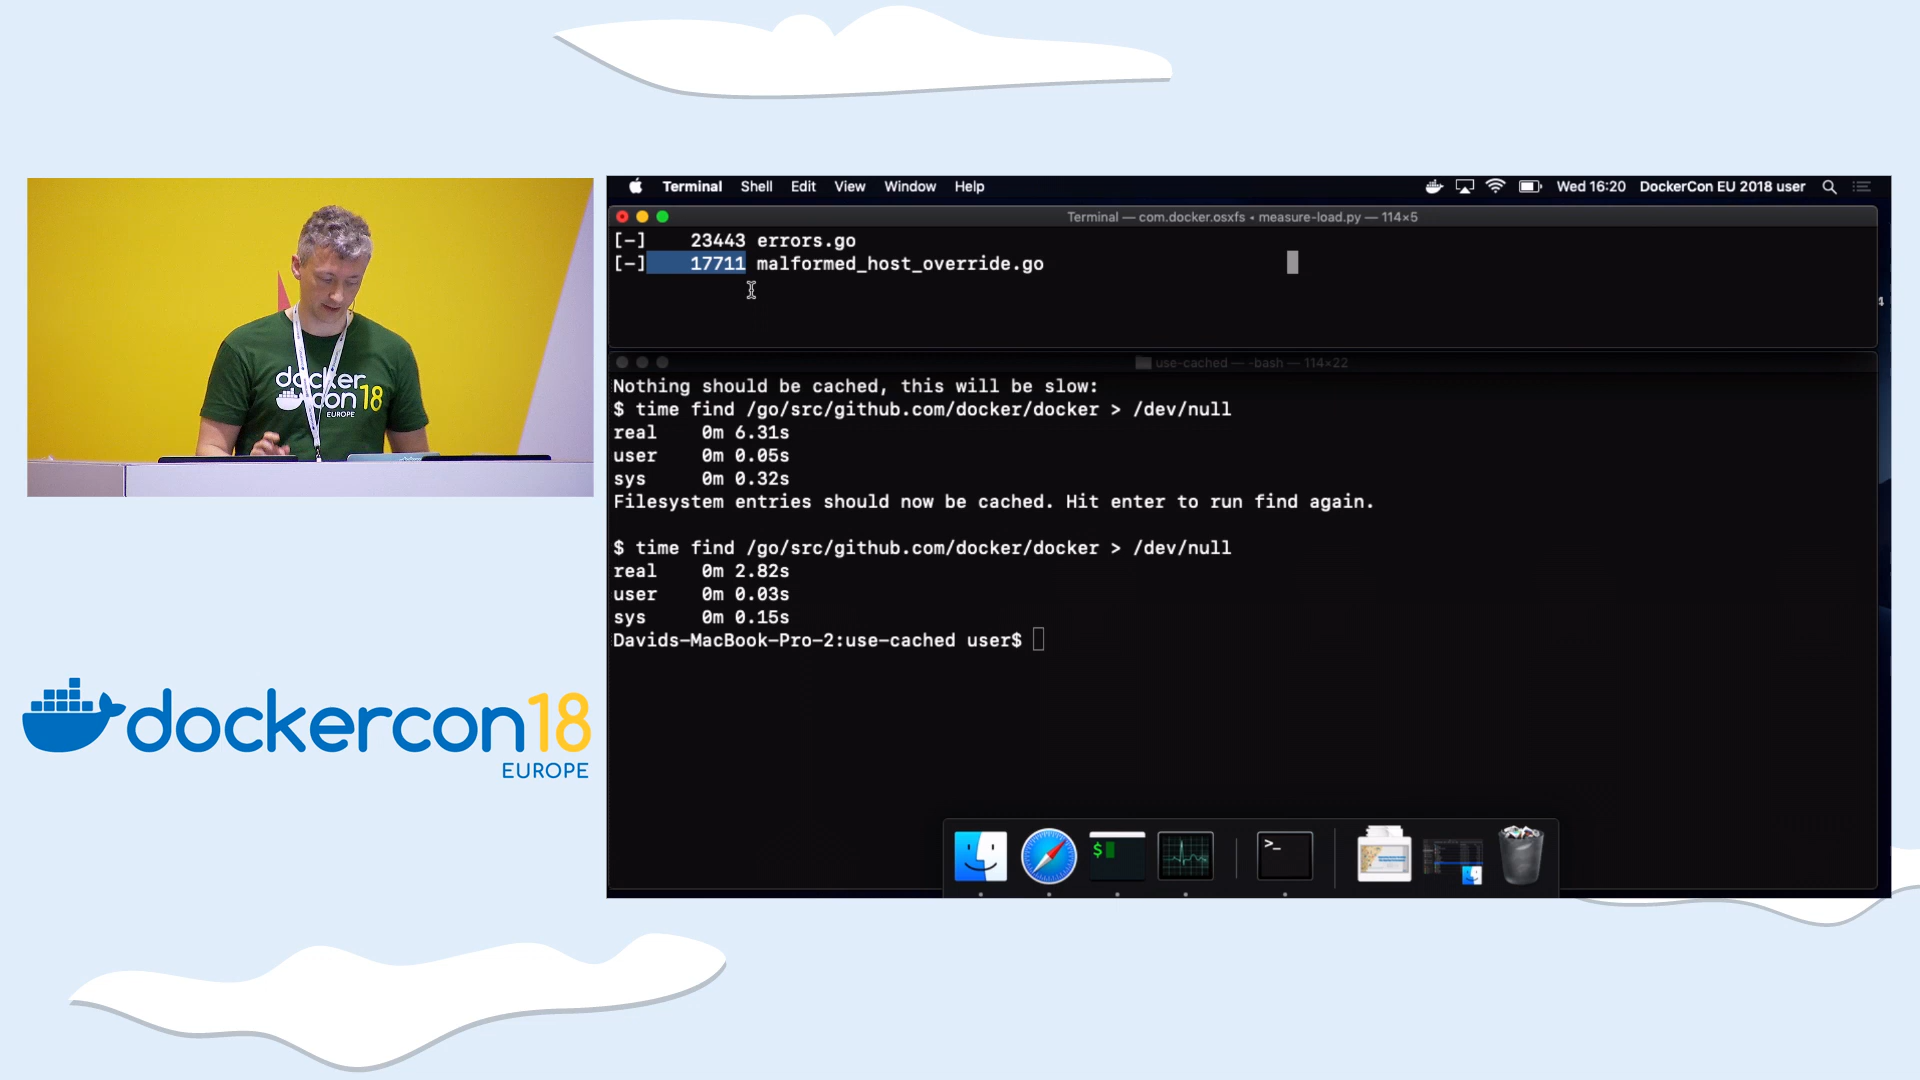 Terminal Shell Edit View Window Help Wed 16:20 DockerCon EU 2018 user
Terminal — com.docker.osxfs • measure-load.py — 114×5
[-] 23443 errors.go
[-] 17711 malformed_host_override.go
4
use-cached — -bash — 114×22
Nothing should be cached, this will be slow:
$ time find /go/src/github.com/docker/docker > /dev/null
real 0m 6.31s
user 0m 0.05s
sys 0m 0.32s
Filesystem entries should now be cached. Hit enter to run find again.
$ time find /go/src/github.com/docker/docker > /dev/null
real 0m 2.82s
user 0m 0.03s
sys 0m 0.15s
Davids-MacBook-Pro-2:use-cached user$
$
>_
docker
con 18
EUROPE
dockercon18
EUROPE